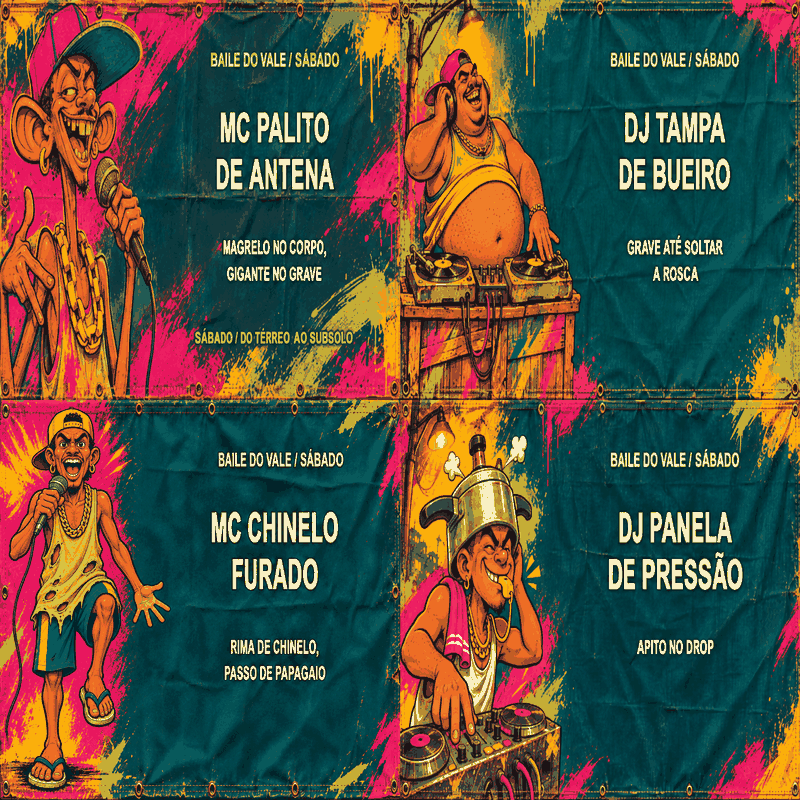 BAILE DO VALE / SÁBADO
MC PALITO
DE ANTENA
MAGRELO NO CORPO,
GIGANTE NO GRAVE
SÁBADO / DO TÉRREO AO SUBSOLO
BAILE DO VALE / SÁBADO
DJ TAMPA
DE BUEIRO
GRAVE ATÉ SOLTAR
A ROSCA
BAILE DO VALE / SÁBADO
MC CHINELO
FURADO
RIMA DE CHINELO,
PASSO DE PAPAGAIO
BAILE DO VALE / SÁBADO
DJ PANELA
DE PRESSÃO
APITO NO DROP